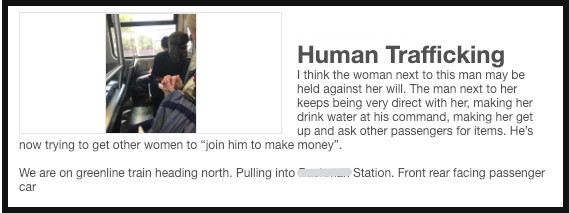 Human Trafficking
I think the woman next to this man may be
held against her will. The man next to her
keeps being very direct with her, making her
drink water at his command, making her get
up and ask other passengers for items. He’s
now trying to get other women to “join him to make money”.
We are on greenline train heading north. Pulling into Station. Front rear facing passenger
car